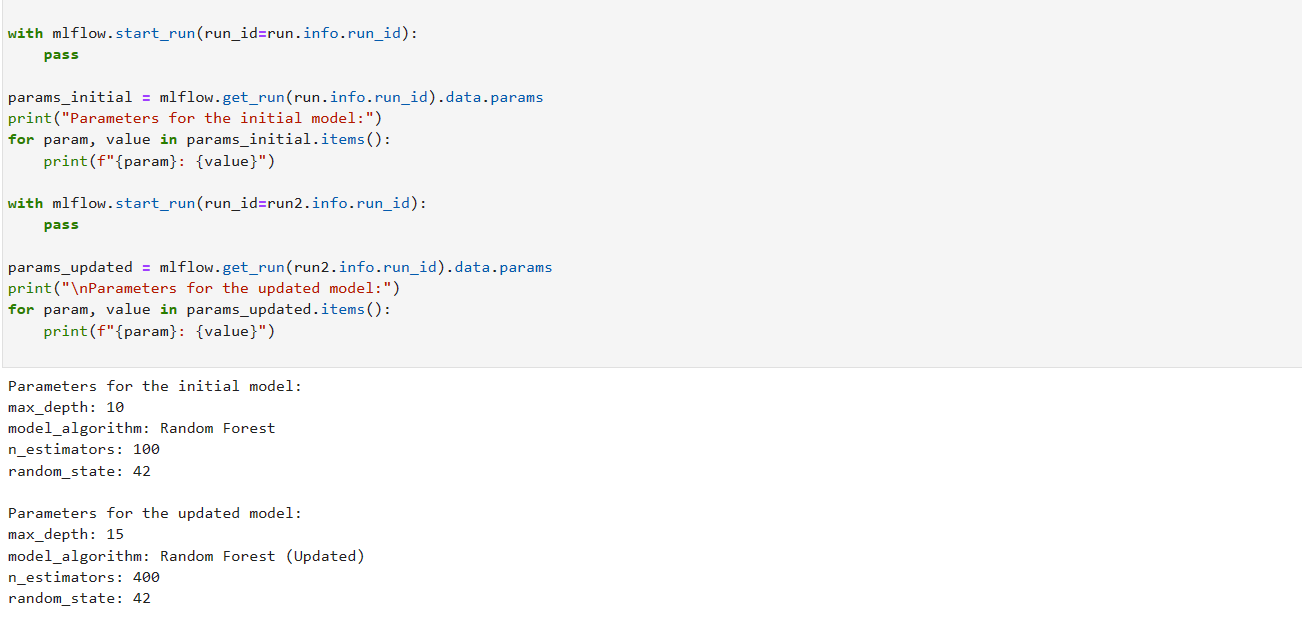 with mlflow.start_run(run_id=run.info.run_id):
    pass
params_initial = mlflow.get_run(run.info.run_id).data.params
print("Parameters for the initial model:")
for param, value in params_initial.items():
    print(f"{param}: {value}")
with mlflow.start_run(run_id=run2.info.run_id):
    pass
params_updated = mlflow.get_run(run2.info.run_id).data.params
print("\nParameters for the updated model:")
for param, value in params_updated.items():
    print(f"{param}: {value}")
Parameters for the initial model:
max_depth: 10
model_algorithm: Random Forest
n_estimators: 100
random_state: 42
Parameters for the updated model:
max_depth: 15
model_algorithm: Random Forest (Updated)
n_estimators: 400
random_state: 42